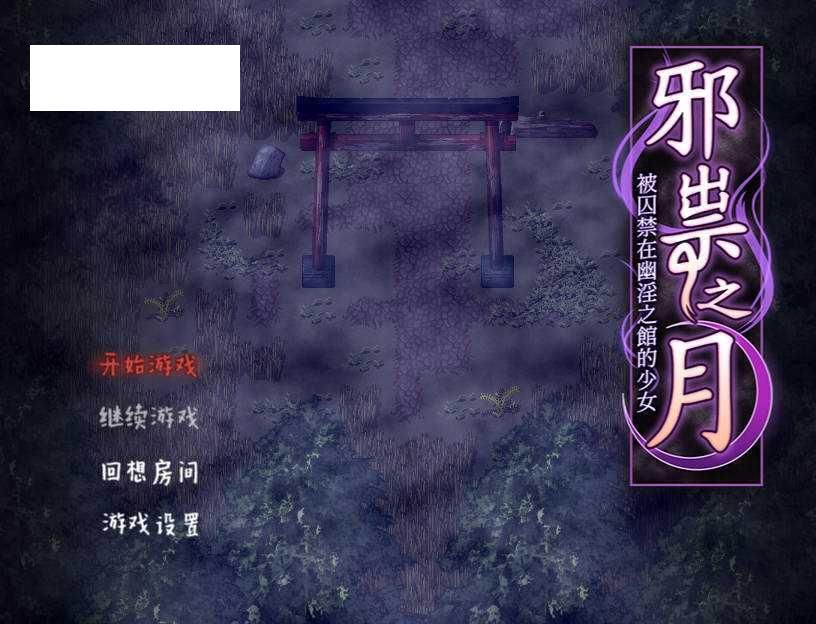 邪祟之月
被囚禁在幽淫之館的少女
开始游戏
继续游戏
回想房间
游戏设置